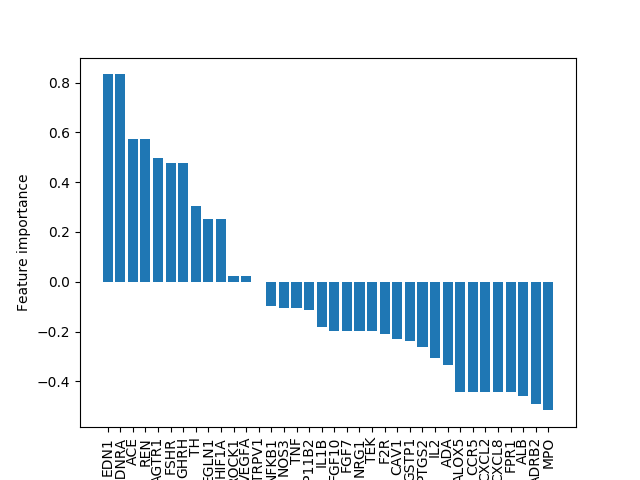 0.8
0.6
0.4
0.2
0.0
−0.2
−0.4
Feature importance
EDN1
DNRA
ACE
REN
AGTR1
FSHR
GHRH
TH
EGLN1
HIF1A
ROCK1
VEGFA
TRPV1
NFKB1
NOS3
TNF
P11B2
IL1B
FGF10
FGF7
NRG1
TEK
F2R
CAV1
GSTP1
PTGS2
IL2
ADA
ALOX5
CCR5
CXCL2
CXCL8
FPR1
ALB
ADRB2
MPO